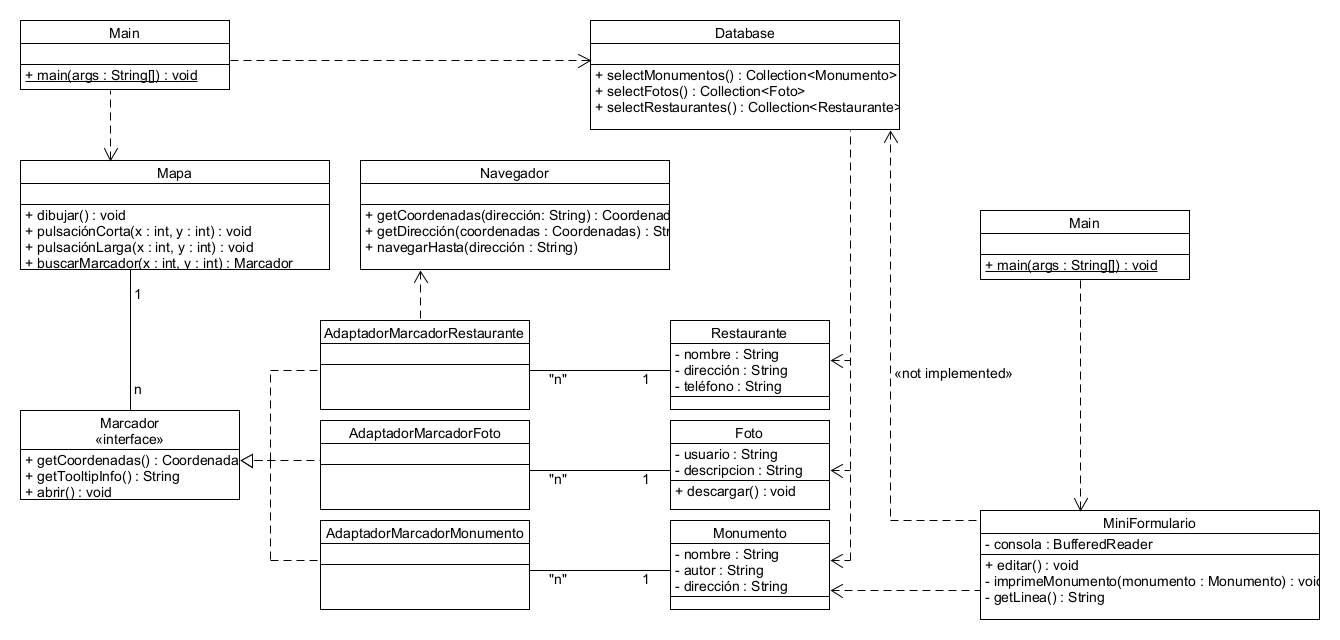 Main
+ main(args : String[]) : void
Database
+ selectMonumentos() : Collection<Monumento>
+ selectFotos() : Collection<Foto>
+ selectRestaurantes() : Collection<Restaurante>
Mapa
+ dibujar() : void
+ pulsaciónCorta(x : int, y : int) : void
+ pulsaciónLarga(x : int, y : int) : void
+ buscarMarcador(x : int, y : int) : Marcador
Navegador
+ getCoordenadas(dirección: String) : Coordenad
+ getDirección(coordenadas : Coordenadas) : Str
+ navegarHasta(dirección : String)
Main
+ main(args : String[]) : void
1
n
AdaptadorMarcadorRestaurante
"n"
1
Restaurante
- nombre : String
- dirección : String
- teléfono : String
«not implemented»
Marcador
«interface»
+ getCoordenadas() : Coordenada
+ getTooltipInfo() : String
+ abrir() : void
AdaptadorMarcadorFoto
"n"
1
Foto
- usuario : String
- descripcion : String
+ descargar() : void
AdaptadorMarcadorMonumento
"n"
1
Monumento
- nombre : String
- autor : String
- dirección : String
MiniFormulario
- consola : BufferedReader
+ editar() : void
- imprimeMonumento(monumento : Monumento) : void
- getLinea() : String